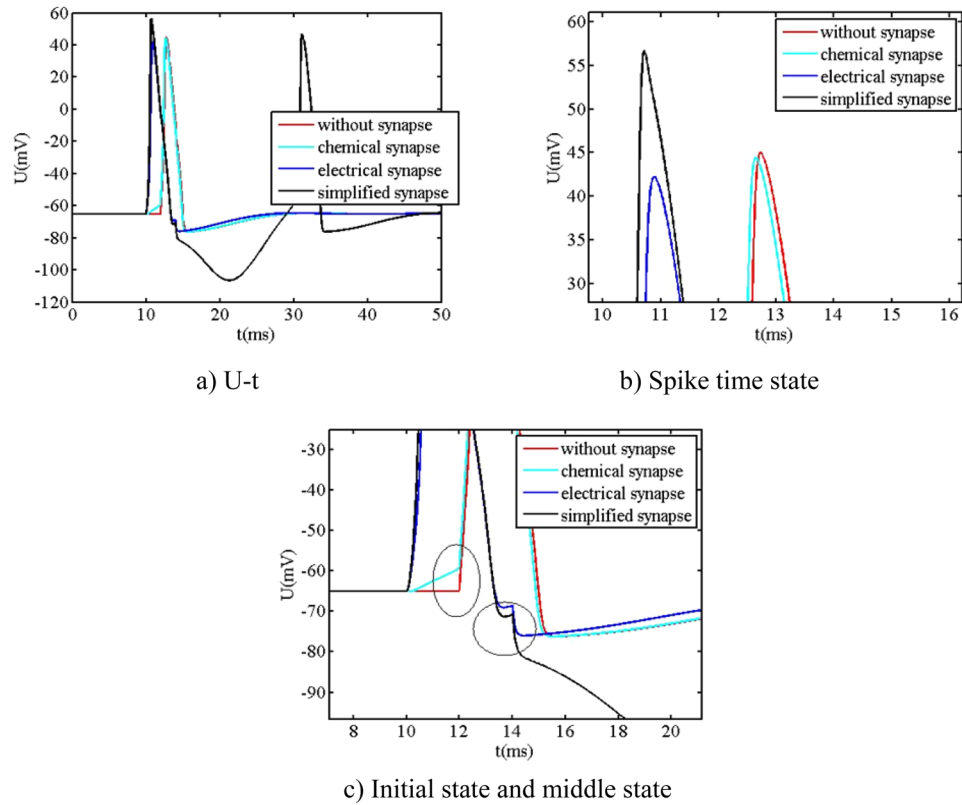 60
40
20
0
-20
-40
-60
-80
-100
-120
U(mV)
without synapse
chemical synapse
electrical synapse
simplified synapse
0 10 20 30 40 50
t(ms)
a) U-t
60
55
50
45
40
35
30
U(mV)
without synapse
chemical synapse
electrical synapse
simplified synapse
10 11 12 13 14 15 16
t(ms)
b) Spike time state
-30
-40
-50
-60
-70
-80
-90
U(mV)
without synapse
chemical synapse
electrical synapse
simplified synapse
8 10 12 14 16 18 20
t(ms)
c) Initial state and middle state